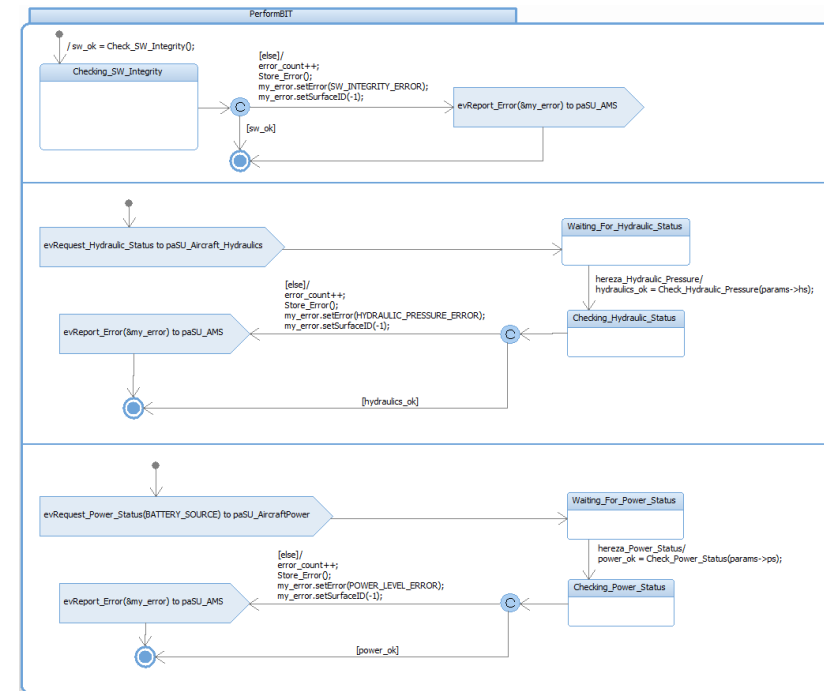 PerformBIT
/ sw_ok = Check_SW_Integrity();
Checking_SW_Integrity
[else]/
error_count++;
Store_Error();
my_error.setError(SW_INTEGRITY_ERROR);
my_error.setSurfaceID(-1);
C
evReport_Error(&my_error) to paSU_AMS
[sw_ok]
evRequest_Hydraulic_Status to paSU_Aircraft_Hydraulics
Waiting_For_Hydraulic_Status
hereza_Hydraulic_Pressure/
hydraulics_ok = Check_Hydraulic_Pressure(params->hs);
[else]/
error_count++;
Store_Error();
my_error.setError(HYDRAULIC_PRESSURE_ERROR);
my_error.setSurfaceID(-1);
Checking_Hydraulic_Status
evReport_Error(&my_error) to paSU_AMS
C
[hydraulics_ok]
evRequest_Power_Status(BATTERY_SOURCE) to paSU_AircraftPower
Waiting_For_Power_Status
hereza_Power_Status/
power_ok = Check_Power_Status(params->ps);
[else]/
error_count++;
Store_Error();
my_error.setError(POWER_LEVEL_ERROR);
my_error.setSurfaceID(-1);
Checking_Power_Status
evReport_Error(&my_error) to paSU_AMS
C
[power_ok]